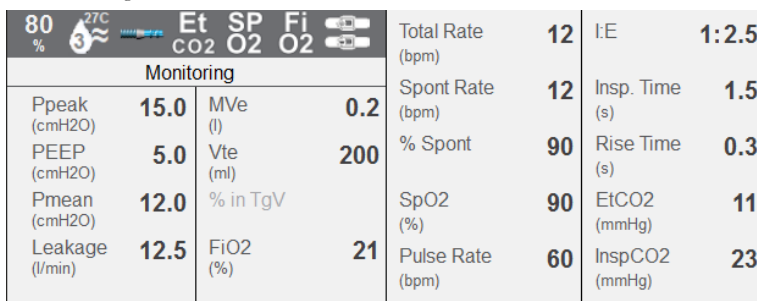 80 % 27C 3 Et CO2 SP O2 Fi O2
Monitoring
Ppeak (cmH2O) 15.0
PEEP (cmH2O) 5.0
Pmean (cmH2O) 12.0
Leakage (l/min) 12.5
MVe (l) 0.2
Vte (ml) 200
% in TgV
FiO2 (%) 21
Total Rate (bpm) 12
Spont Rate (bpm) 12
% Spont 90
SpO2 (%) 90
Pulse Rate (bpm) 60
I:E 1:2.5
Insp. Time (s) 1.5
Rise Time (s) 0.3
EtCO2 (mmHg) 11
InspCO2 (mmHg) 23